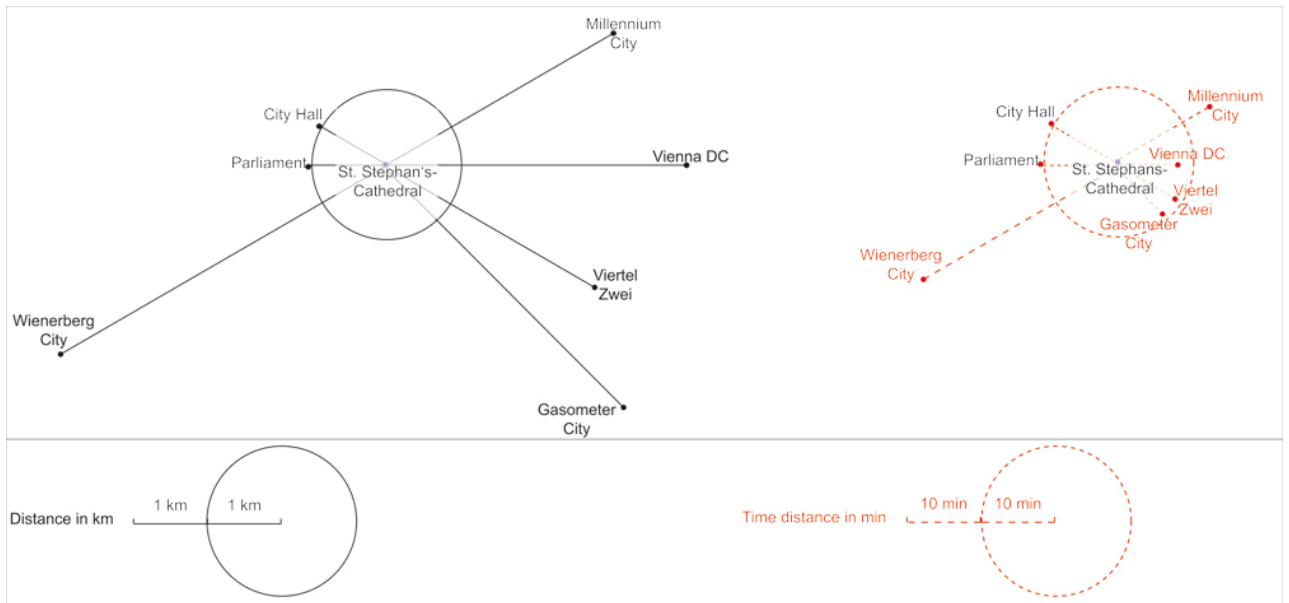 Millennium
City
City Hall
Parliament
St. Stephan's-
Cathedral
Vienna DC
Viertel
Zwei
Wienerberg
City
Gasometer
City
Millennium
City
City Hall
Parliament
St. Stephans-
Cathedral
Vienna DC
Viertel
Zwei
Gasometer
City
Wienerberg
City
1 km 1 km
Distance in km
10 min 10 min
Time distance in min